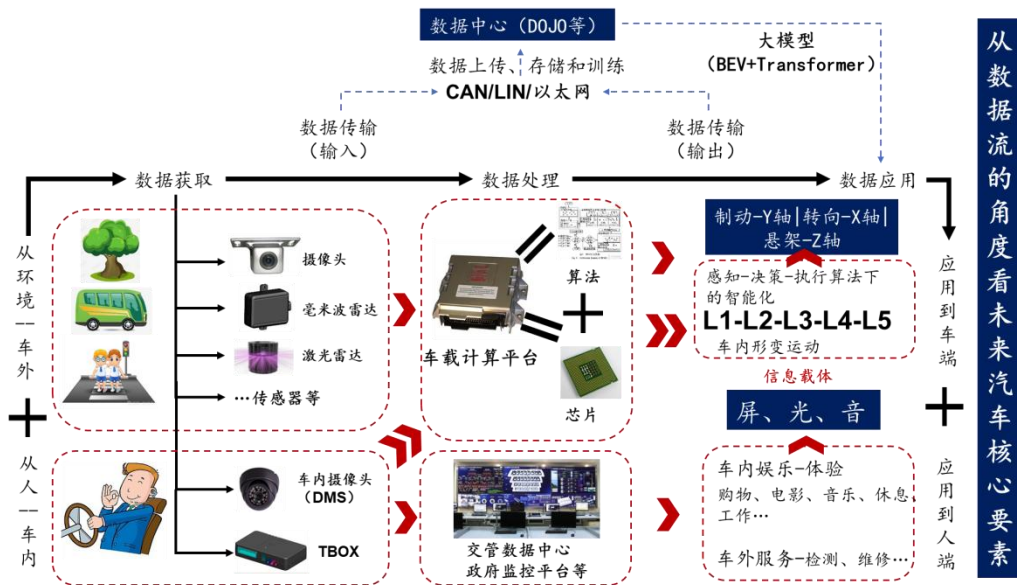 数据中心（DOJO等）
大模型
（BEV+Transformer）
数据上传、存储和训练
CAN/LIN/以太网
数据传输
（输入）
数据传输
（输出）
数据获取
数据处理
数据应用
从环境--车外
从人--车内
摄像头
毫米波雷达
激光雷达
…传感器等
车内摄像头
（DMS）
TBOX
算法
车载计算平台
芯片
交管数据中心
政府监控平台等
制动-Y轴|转向-X轴|
悬架-Z轴
感知-决策-执行算法下
的智能化
L1-L2-L3-L4-L5
车内形变运动
信息载体
屏、光、音
车内娱乐-体验
购物、电影、音乐、休息、
工作…
车外服务-检测、维修…
应用到车端
应用到人端
从数据流的角度看未来汽车核心要素